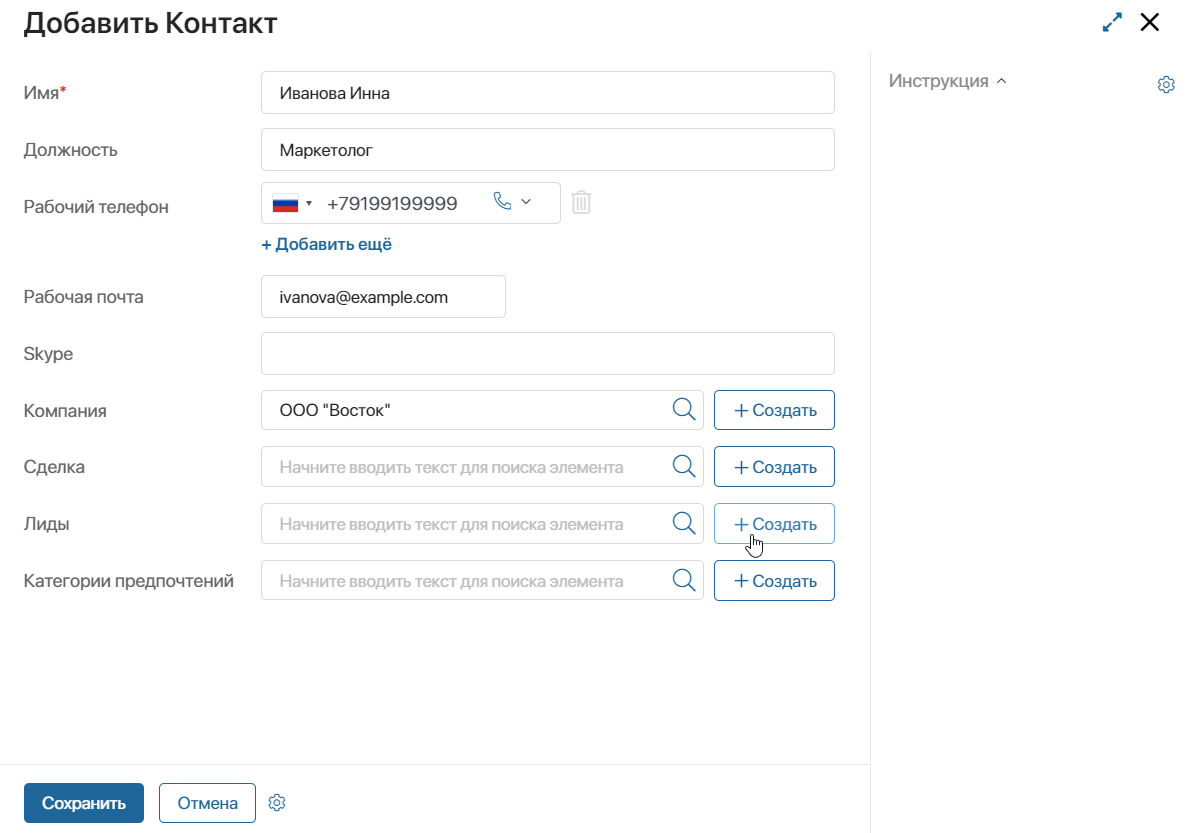 Добавить Контакт
Инструкция
Имя* Иванова Инна
Должность Маркетолог
Рабочий телефон +79199199999
+ Добавить ещё
Рабочая почта ivanova@example.com
Skype
Компания ООО "Восток" + Создать
Сделка Начните вводить текст для поиска элемента + Создать
Лиды Начните вводить текст для поиска элемента + Создать
Категории предпочтений Начните вводить текст для поиска элемента + Создать
Сохранить Отмена